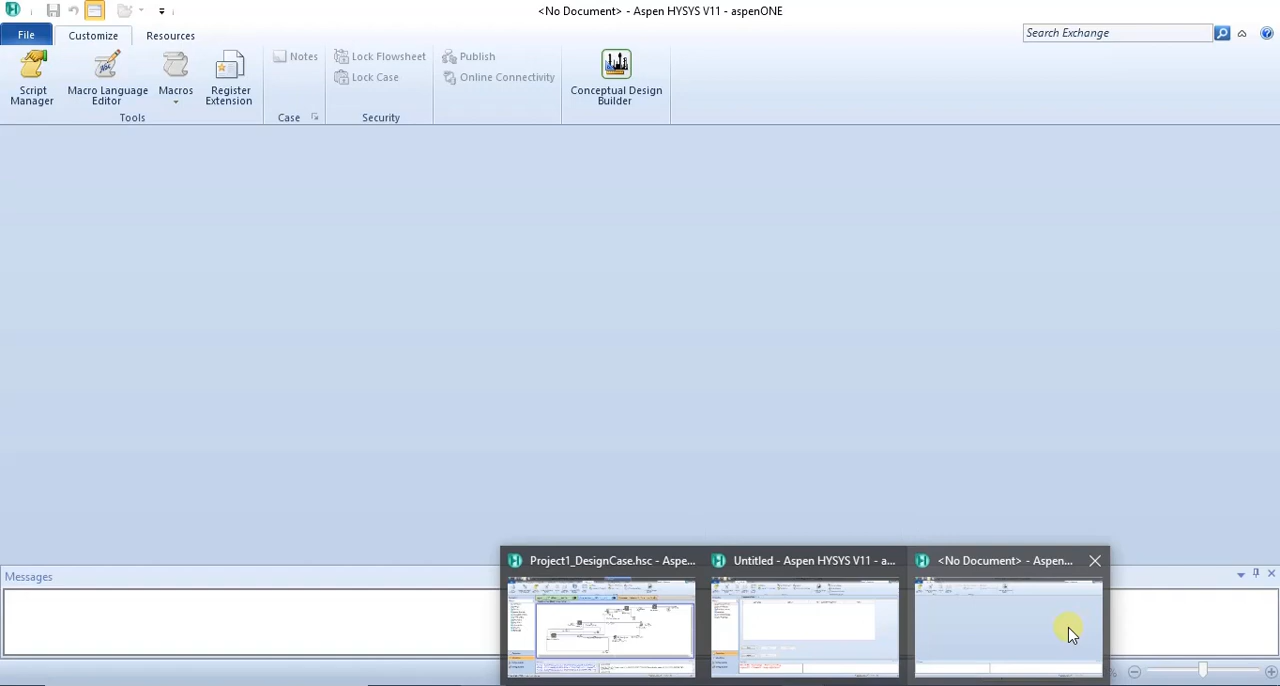 <No Document> - Aspen HYSYS V11 - aspenONE
File
Customize
Resources
Search Exchange
Script Manager
Macro Language Editor
Macros
Register Extension
Tools
Notes
Case
Lock Flowsheet
Lock Case
Security
Publish
Online Connectivity
Conceptual Design Builder
Messages
Project1_DesignCase.hsc - Aspe...
Untitled - Aspen HYSYS V11 - a...
<No Document> - Aspen...
%